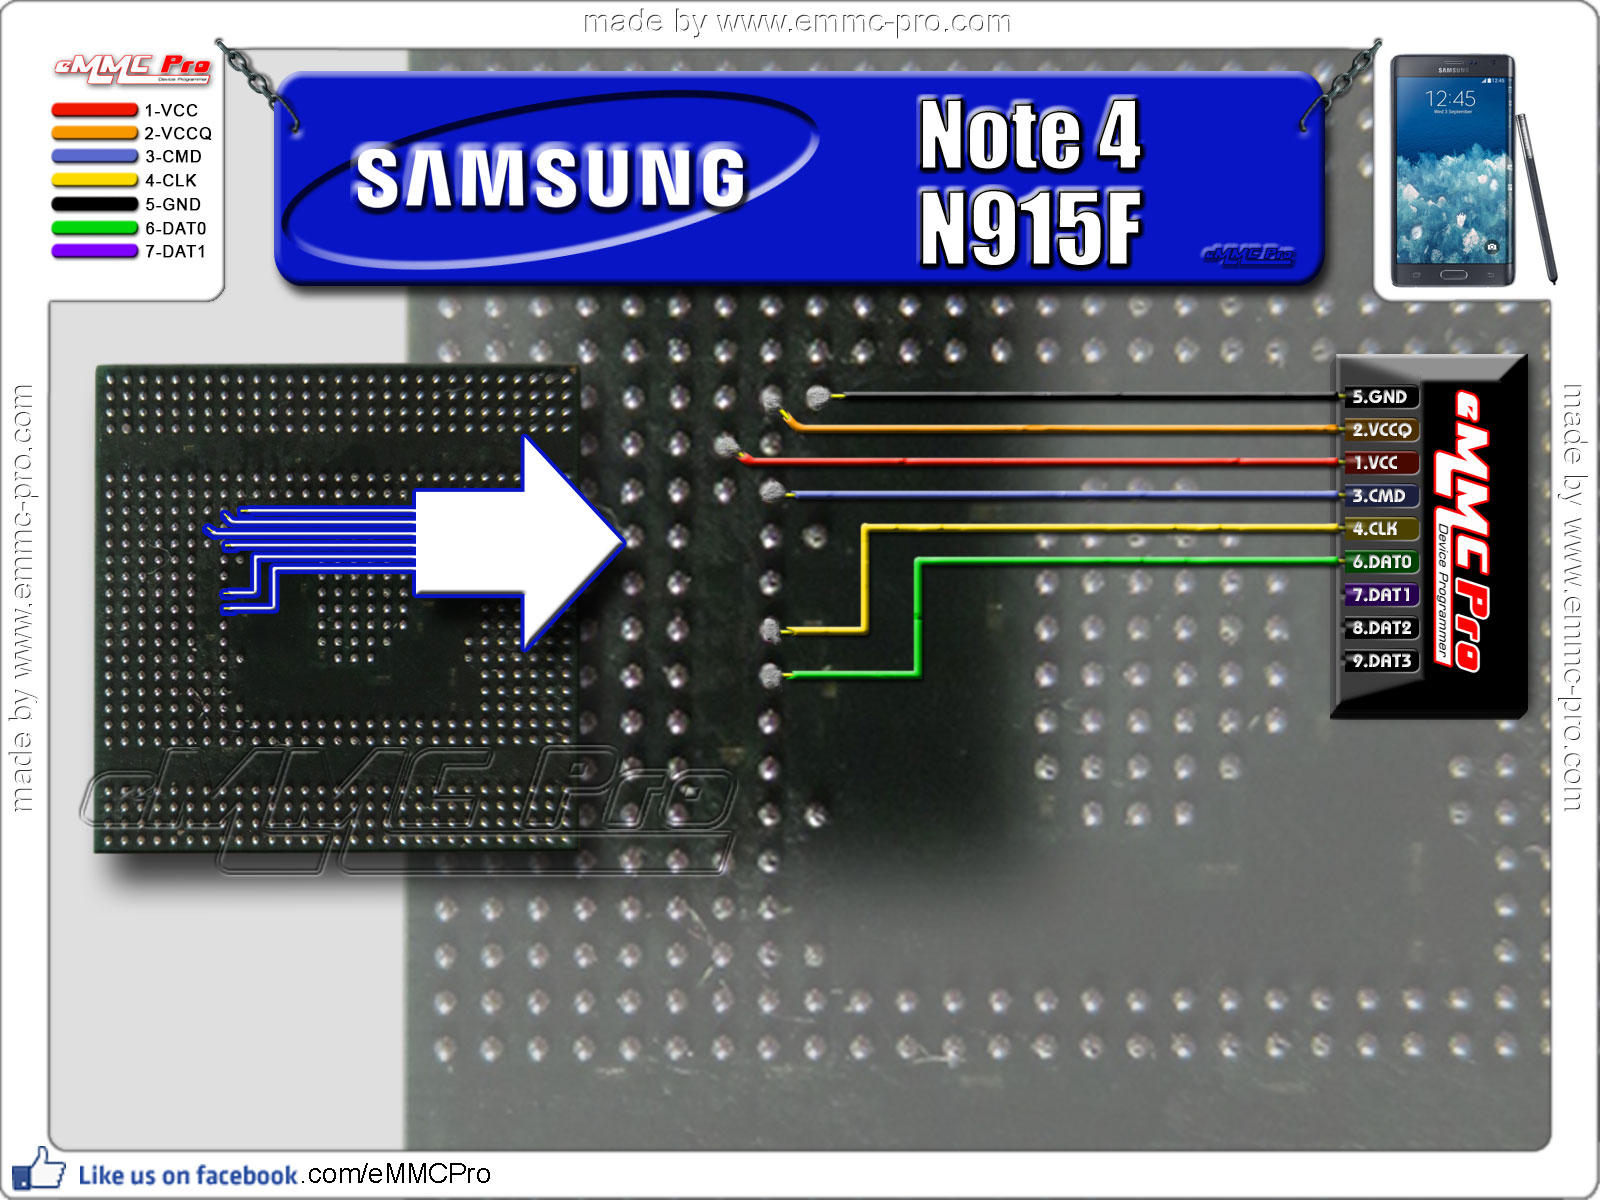 made by www.emmc-pro.com
eMMC Pro
Device Programmer
1-VCC
2-VCCQ
3-CMD
4-CLK
5-GND
6-DAT0
7-DAT1
SAMSUNG
Note 4
N915F
eMMC Pro
SAMSUNG
12:45
Wed 3 September
made by www.emmc-pro.com
5.GND
2.VCCQ
1.VCC
3.CMD
4.CLK
6.DAT0
7.DAT1
8.DAT2
9.DAT3
eMMC Pro
Device Programmer
made by www.emmc-pro.com
eMMC Pro
Like us on facebook.com/eMMCPro